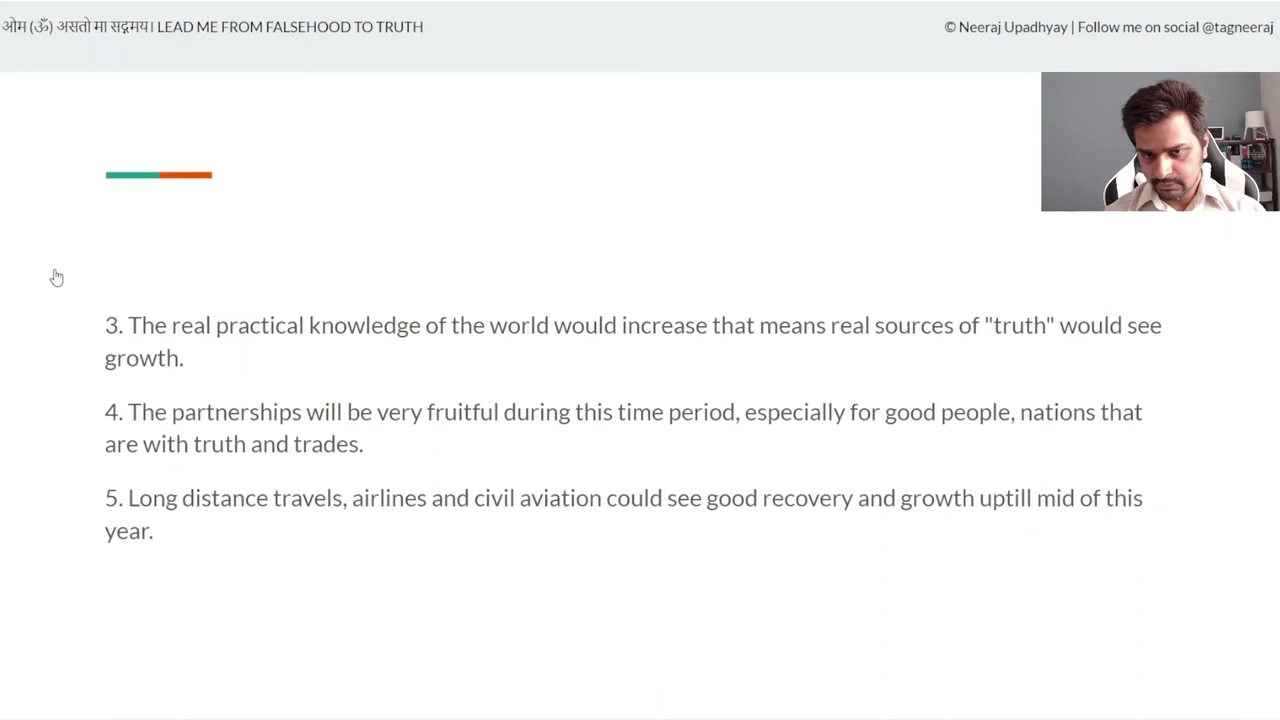 ओम (ॐ) असतो मा सद्गमय। LEAD ME FROM FALSEHOOD TO TRUTH
© Neeraj Upadhyay | Follow me on social @tagneeraj
3. The real practical knowledge of the world would increase that means real sources of "truth" would see
growth.
4. The partnerships will be very fruitful during this time period, especially for good people, nations that
are with truth and trades.
5. Long distance travels, airlines and civil aviation could see good recovery and growth uptill mid of this
year.